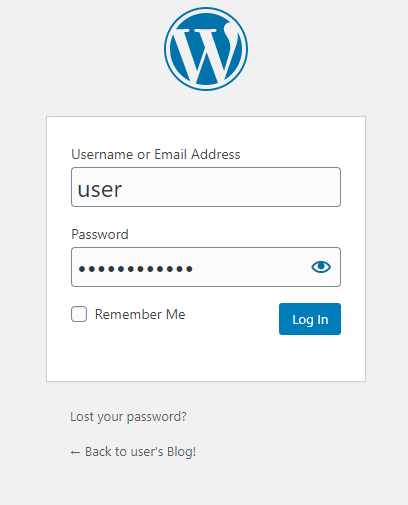 Username or Email Address
user
Password
••••••••••••
Remember Me
Log In
Lost your password?
← Back to user's Blog!